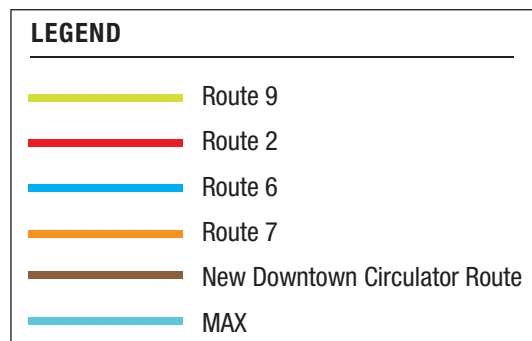 LEGEND
Route 9
Route 2
Route 6
Route 7
New Downtown Circulator Route
MAX